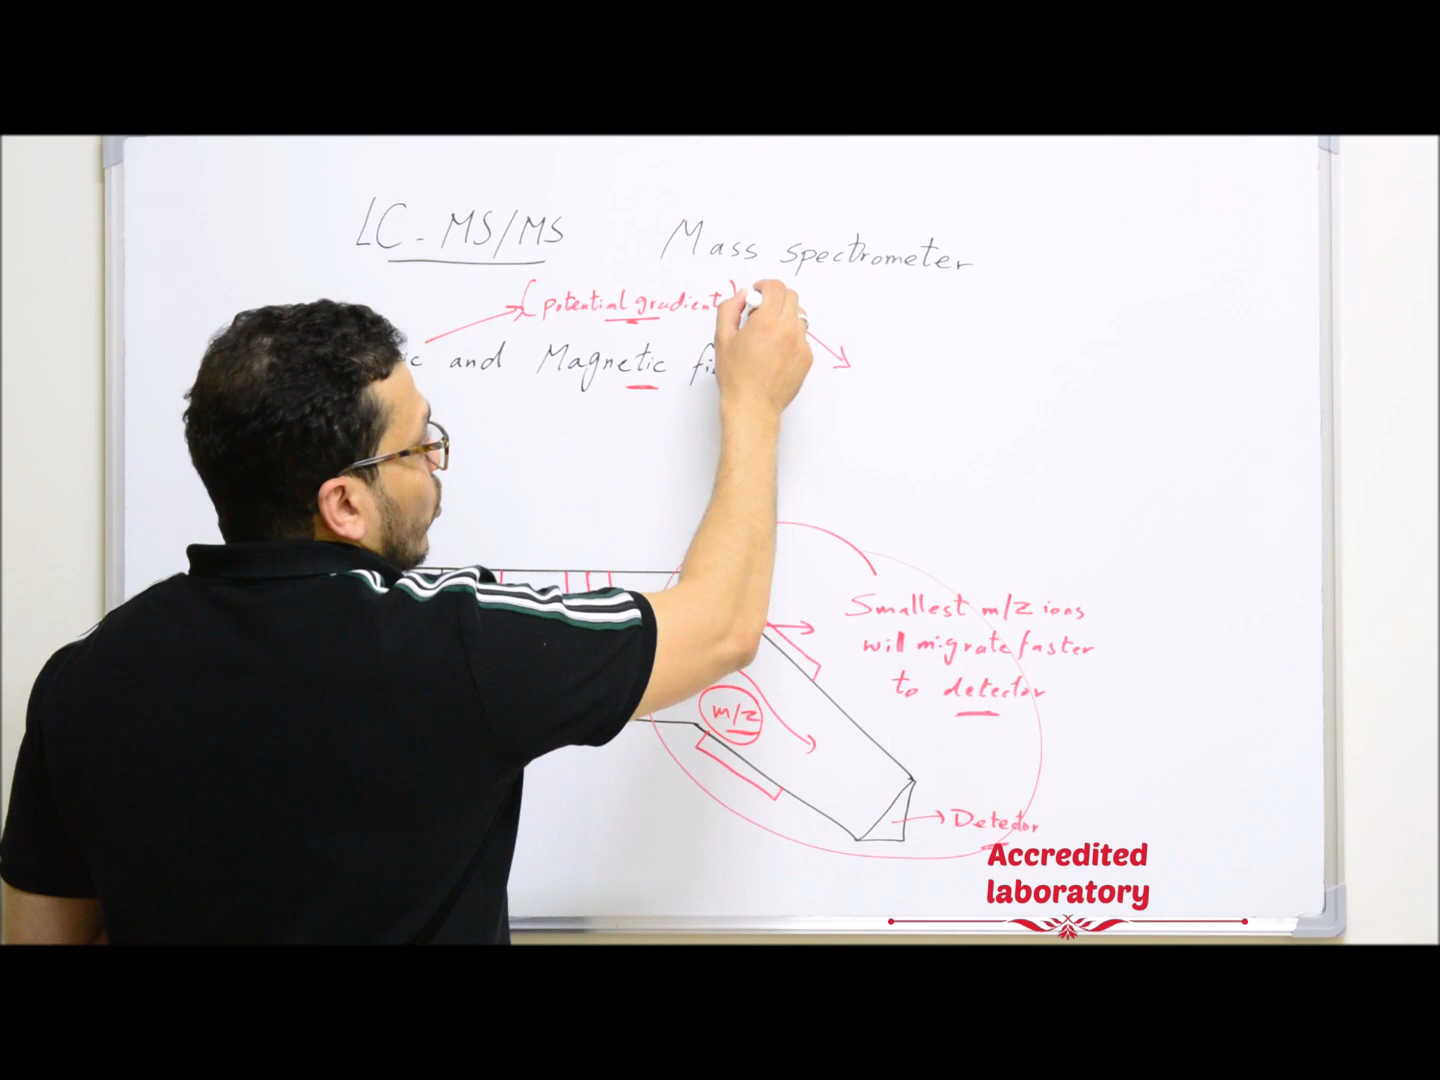 LC-MS/MS Mass spectrometer
(potential gradient)
and Magnetic
Smallest m/z ions
will migrate faster
to detector
m/z
Detector
Accredited
laboratory